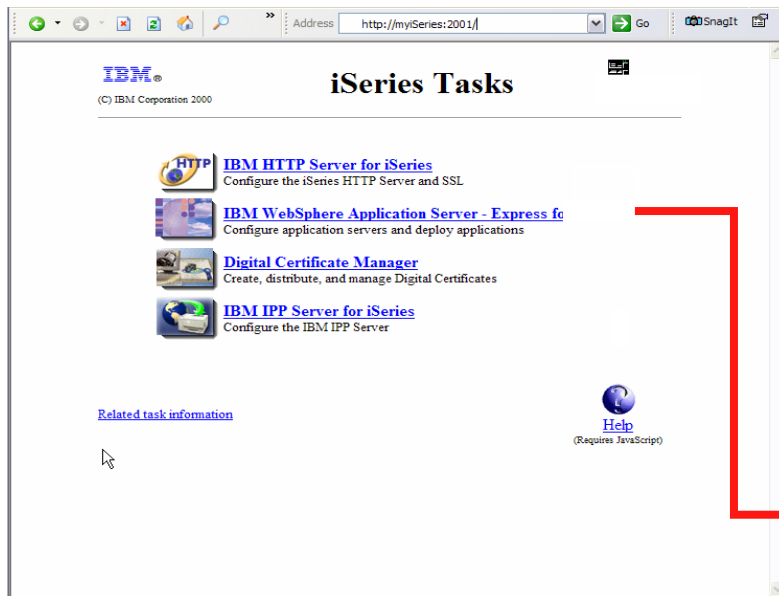 » Address http://myiSeries:2001/ Go SnagIt
IBM®
(C) IBM Corporation 2000
iSeries Tasks
HTTP
IBM HTTP Server for iSeries
Configure the iSeries HTTP Server and SSL
IBM WebSphere Application Server - Express fo
Configure application servers and deploy applications
Digital Certificate Manager
Create, distribute, and manage Digital Certificates
IBM IPP Server for iSeries
Configure the IBM IPP Server
Related task information
Help
(Requires JavaScript)